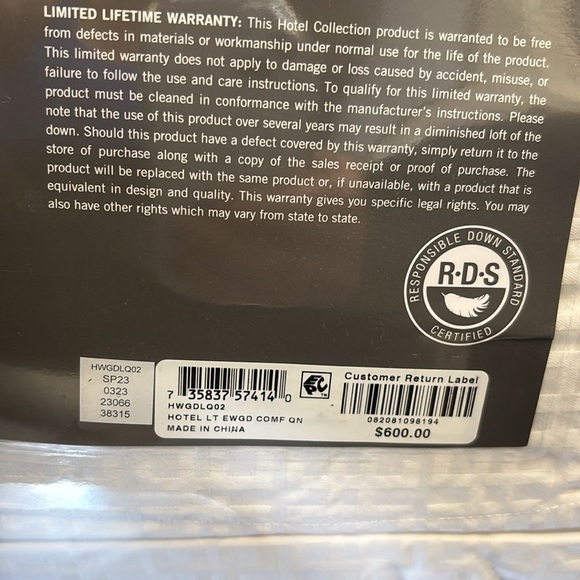 LIMITED LIFETIME WARRANTY: This Hotel Collection product is warranted to be free
from defects in materials or workmanship under normal use for the life of the product.
This limited warranty does not apply to damage or loss caused by accident, misuse, or
failure to follow the use and care instructions. To qualify for this limited warranty, the
product must be cleaned in conformance with the manufacturer's instructions. Please
note that the use of this product over several years may result in a diminished loft of the
down. Should this product have a defect covered by this warranty, simply return it to the
store of purchase along with a copy of the sales receipt or proof of purchase. The
product will be replaced with the same product or, if unavailable, with a product that is
equivalent in design and quality. This warranty gives you specific legal rights. You may
also have other rights which may vary from state to state.
RESPONSIBLE DOWN STANDARD
R·D·S
CERTIFIED
HWGDLQ02
SP23
0323
23066
38315
7 35837 57414 0
HWGDLQ02
HOTEL LT EWGD COMF QN
MADE IN CHINA
EPC TM
Customer Return Label
082081098194
$600.00